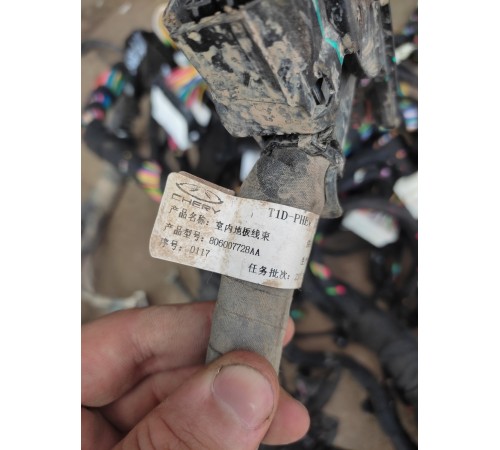 CHERY
T1D-PHEV
产品名称: 室内地板线束
产品型号: 806007728AA
序号: 0117
任务批次: